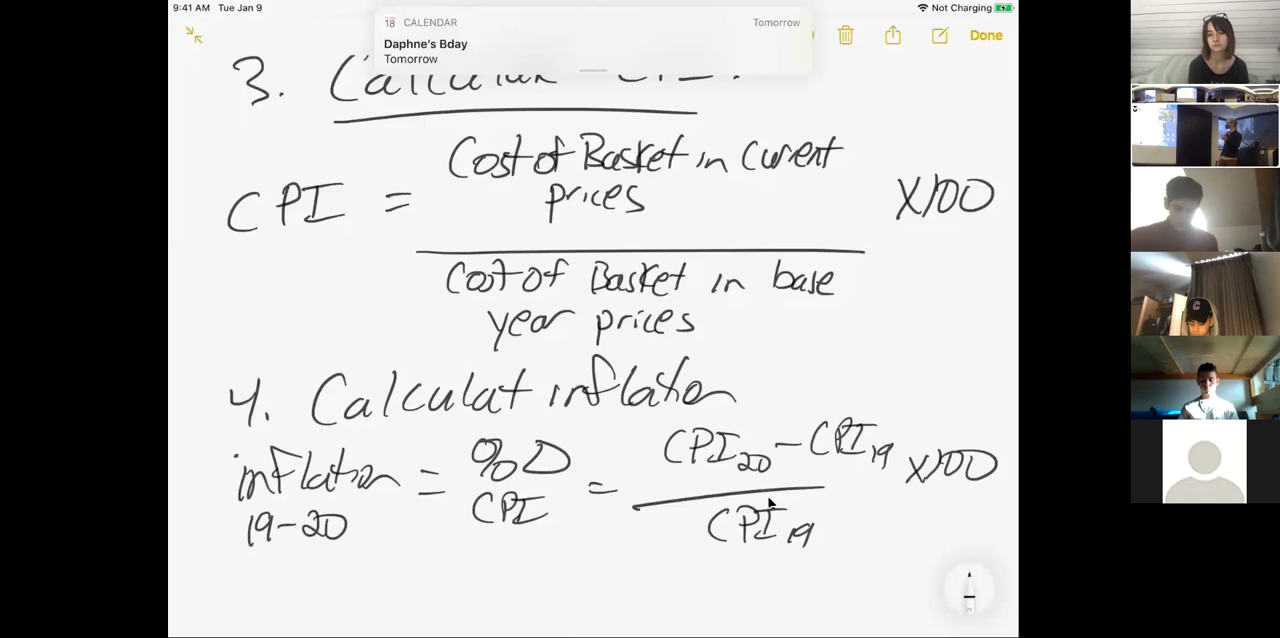 9:41 AM Tue Jan 9
Not Charging
18 CALENDAR
Tomorrow
Daphne's Bday
Tomorrow
Done
3.
CPI = Cost of Basket in Curent
prices
X100
Cost of Basket in base
year prices
4. Calculat inflation
inflation = %Δ = CPI20 - CPI19 X100
19-20 CPI CPI19
C